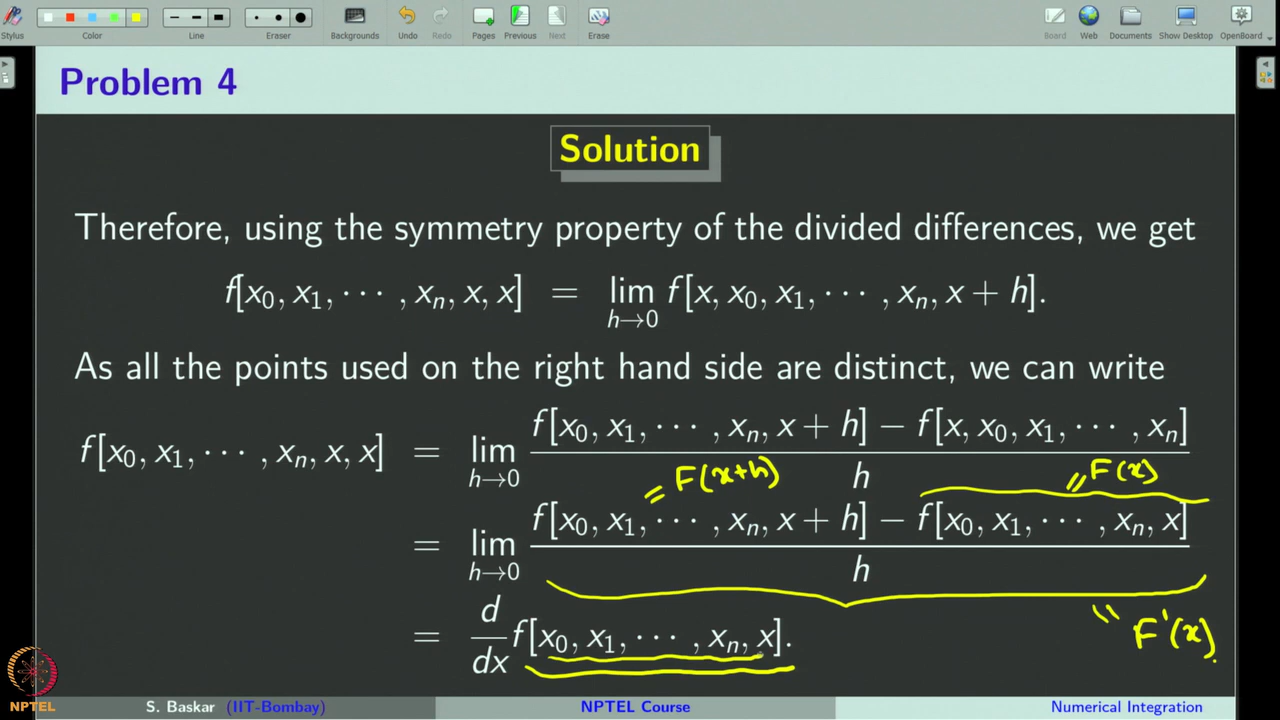 Stylus Color Line Eraser Backgrounds Undo Redo Pages Previous Next Erase Board Web Documents Show Desktop OpenBoard
Problem 4
Solution
Therefore, using the symmetry property of the divided differences, we get
f[x₀, x₁, ⋯ , xₙ, x, x] = lim h→0 f[x, x₀, x₁, ⋯ , xₙ, x + h].
As all the points used on the right hand side are distinct, we can write
f[x₀, x₁, ⋯ , xₙ, x, x] = lim h→0 (f[x₀, x₁, ⋯ , xₙ, x + h] − f[x, x₀, x₁, ⋯ , xₙ]) / h
= F(x+h) = F(x)
= lim h→0 (f[x₀, x₁, ⋯ , xₙ, x + h] − f[x₀, x₁, ⋯ , xₙ, x]) / h
= d/dx f[x₀, x₁, ⋯ , xₙ, x].
" F'(x).
NPTEL
S. Baskar (IIT-Bombay) NPTEL Course Numerical Integration